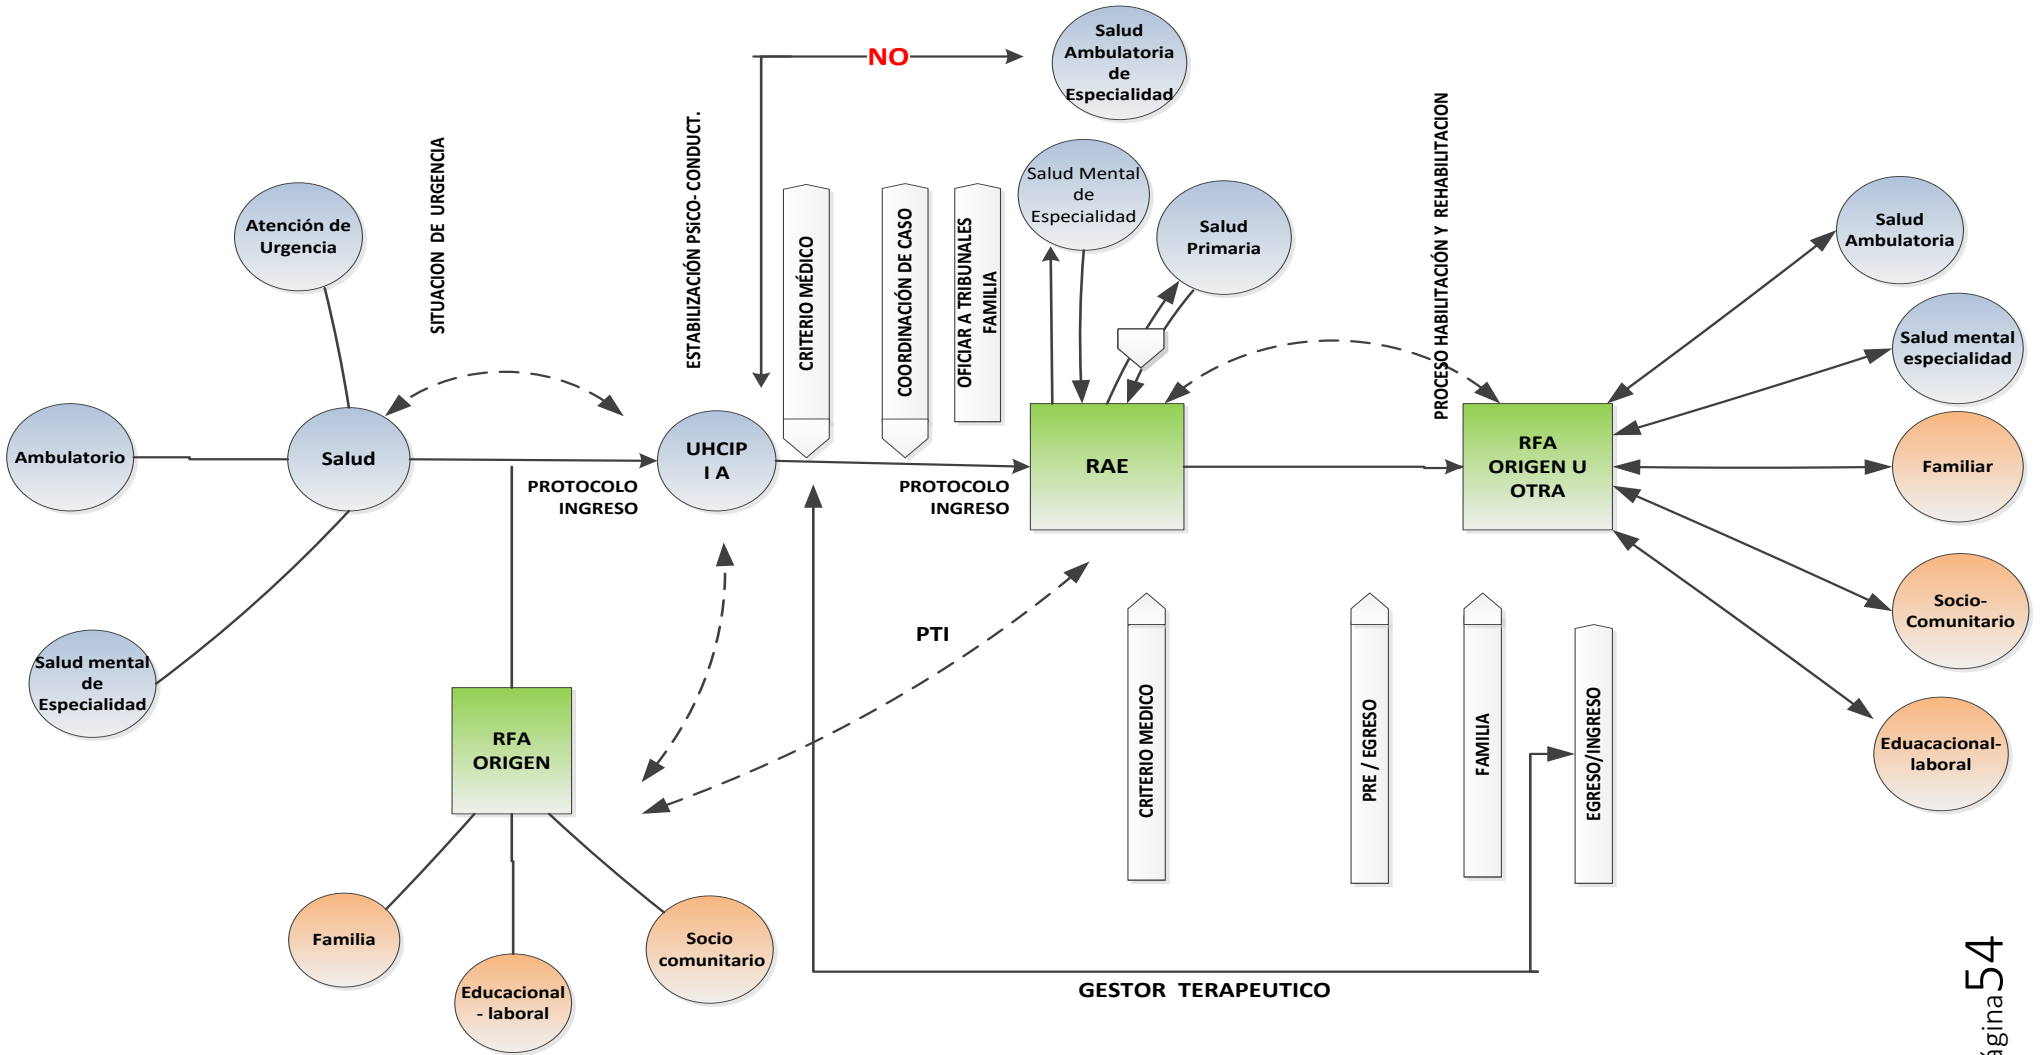 NO
Salud
Ambulatoria
de
Especialidad
SITUACION DE URGENCIA
ESTABILIZACIÓN PSiCO- CONDUCT.
PROCESO HABILITACIÓN Y REHABILITACION
Atención de
Urgencia
CRITERIO MÉDICO
COORDINACIÓN DE CASO
OFICIAR A TRIBUNALES
FAMILIA
Salud Mental
de
Especialidad
Salud
Primaria
Salud
Ambulatoria
Salud mental
especialidad
Ambulatorio
Salud
UHCIP
I A
RAE
RFA
ORIGEN U
OTRA
Familiar
PROTOCOLO
INGRESO
PROTOCOLO
INGRESO
Socio-
Comunitario
PTI
Salud mental
de
Especialidad
RFA
ORIGEN
CRITERIO MEDICO
PRE / EGRESO
FAMILIA
EGRESO/INGRESO
Eduacacional-
laboral
Familia
Educacional
- laboral
Socio
comunitario
GESTOR TERAPEUTICO
ágina54